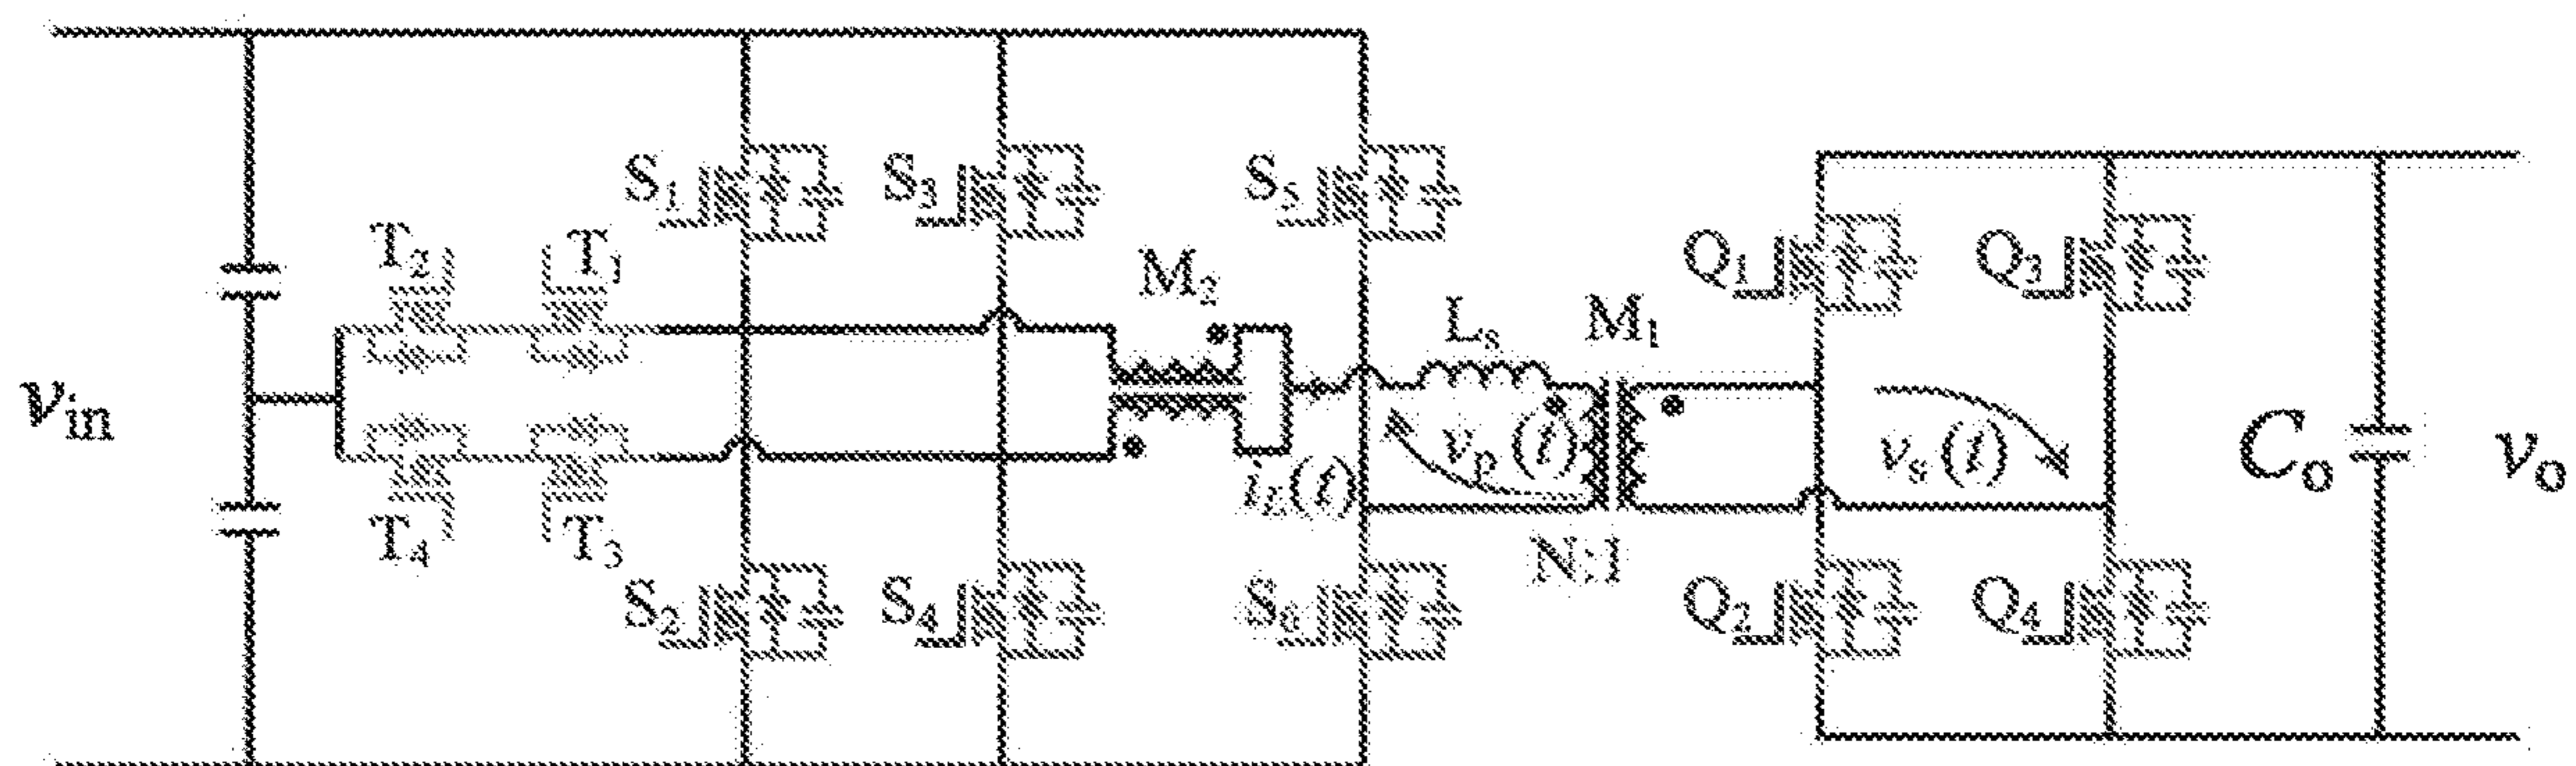 S₁
S₃
S₅
T₂
T₁
M₂
Q₁
Q₃
Lₛ
M₁
vᵢₙ
vₚ(t)
vₛ(t)
Cₒ
vₒ
i_L(t)
T₄
T₃
N:1
S₂
S₄
S₆
Q₂
Q₄